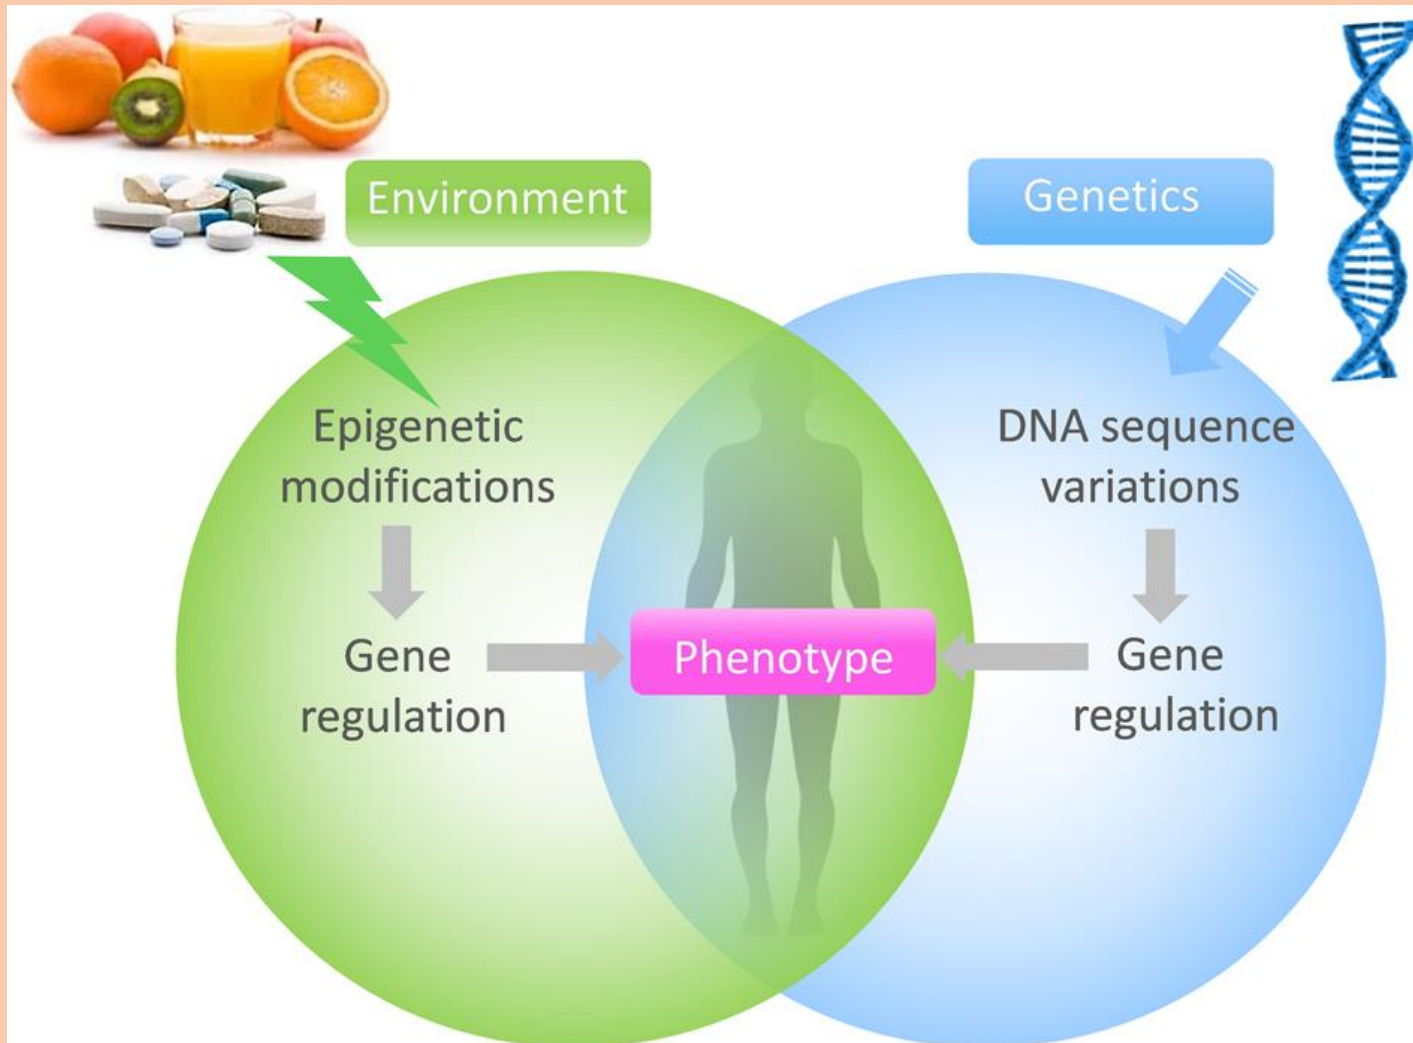 Environment
Genetics
Epigenetic
modifications
DNA sequence
variations
Gene
regulation
Phenotype
Gene
regulation